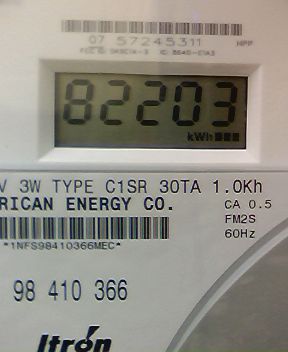 07 57245311
82203
kWh
V 3W TYPE C1SR 30TA 1.0Kh
RICAN ENERGY CO. CA 0.5
FM2S
60Hz
*1NFS98410366MEC*
98 410 366
Itrón